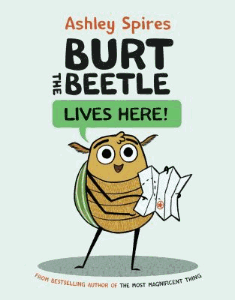 Ashley Spires
BURT
THE
BEETLE
LIVES HERE!
FROM BESTSELLING AUTHOR OF THE MOST MAGNIFICENT THING